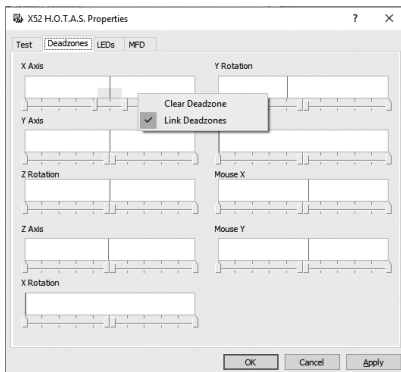 X52 H.O.T.A.S. Properties
? ×
Test Deadzones LEDs MFD
X Axis Y Rotation
Clear Deadzone
✓ Link Deadzones
Y Axis
Z Rotation Mouse X
Z Axis Mouse Y
X Rotation
OK Cancel Apply